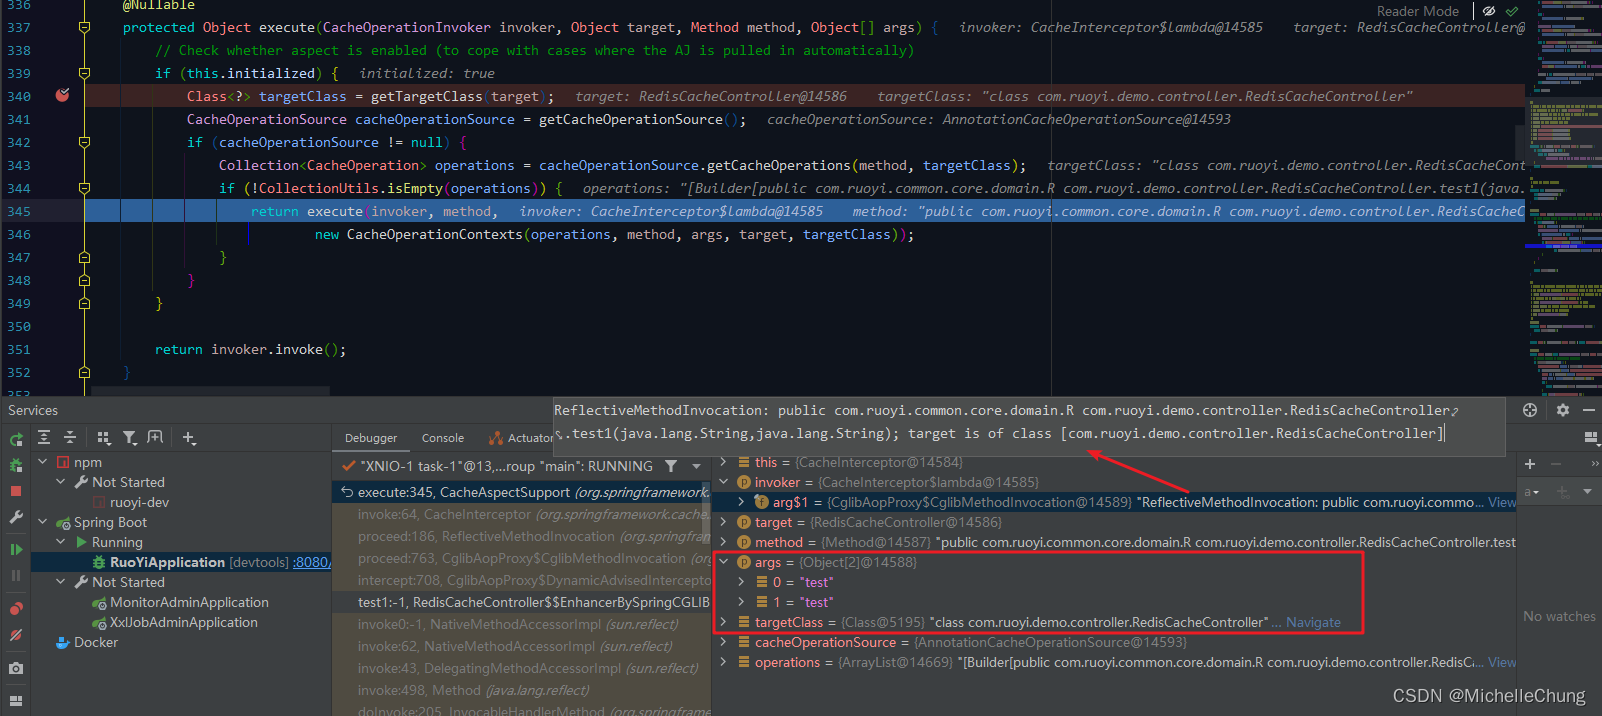 336 @Nullable
Reader Mode
337 protected Object execute(CacheOperationInvoker invoker, Object target, Method method, Object[] args) { invoker: CacheInterceptor$lambda@14585 target: RedisCacheController@
338 // Check whether aspect is enabled (to cope with cases where the AJ is pulled in automatically)
339 if (this.initialized) { initialized: true
340 Class<?> targetClass = getTargetClass(target); target: RedisCacheController@14586 targetClass: "class com.ruoyi.demo.controller.RedisCacheController"
341 CacheOperationSource cacheOperationSource = getCacheOperationSource(); cacheOperationSource: AnnotationCacheOperationSource@14593
342 if (cacheOperationSource != null) {
343 Collection<CacheOperation> operations = cacheOperationSource.getCacheOperations(method, targetClass); targetClass: "class com.ruoyi.demo.controller.RedisCacheCont
344 if (!CollectionUtils.isEmpty(operations)) { operations: "[Builder[public com.ruoyi.common.core.domain.R com.ruoyi.demo.controller.RedisCacheController.test1(java.
345 return execute(invoker, method, invoker: CacheInterceptor$lambda@14585 method: "public com.ruoyi.common.core.domain.R com.ruoyi.demo.controller.RedisCacheC
346 new CacheOperationContexts(operations, method, args, target, targetClass));
347 }
348 }
349 }
350
351 return invoker.invoke();
352 }
353
Services
ReflectiveMethodInvocation: public com.ruoyi.common.core.domain.R com.ruoyi.demo.controller.RedisCacheController
.test1(java.lang.String,java.lang.String); target is of class [com.ruoyi.demo.controller.RedisCacheController]
Debugger Console Actuator
npm
Not Started
ruoyi-dev
Spring Boot
Running
RuoYiApplication [devtools] :8080/
Not Started
MonitorAdminApplication
XxlJobAdminApplication
Docker
"XNIO-1 task-1"@13,...roup "main": RUNNING
execute:345, CacheAspectSupport (org.springframework.
invoke:64, CacheInterceptor (org.springframework.cache
proceed:186, ReflectiveMethodInvocation (org.springfram
proceed:763, CglibAopProxy$CglibMethodInvocation (org
intercept:708, CglibAopProxy$DynamicAdvisedIntercepto
test1:-1, RedisCacheController$$EnhancerBySpringCGLIB
invoke0:-1, NativeMethodAccessorImpl (sun.reflect)
invoke:62, NativeMethodAccessorImpl (sun.reflect)
invoke:43, DelegatingMethodAccessorImpl (sun.reflect)
invoke:498, Method (java.lang.reflect)
doInvoke:205, InvocableHandlerMethod (org.springfram
this = {CacheInterceptor@14584}
invoker = {CacheInterceptor$lambda@14585}
arg$1 = {CglibAopProxy$CglibMethodInvocation@14589} "ReflectiveMethodInvocation: public com.ruoyi.commo... View
target = {RedisCacheController@14586}
method = {Method@14587} "public com.ruoyi.common.core.domain.R com.ruoyi.demo.controller.RedisCacheController.test
args = {Object[2]@14588}
0 = "test"
1 = "test"
targetClass = {Class@5195} "class com.ruoyi.demo.controller.RedisCacheController" ... Navigate
cacheOperationSource = {AnnotationCacheOperationSource@14593}
operations = {ArrayList@14669} "[Builder[public com.ruoyi.common.core.domain.R com.ruoyi.demo.controller.RedisC... View
No watches
CSDN @MichelleChung